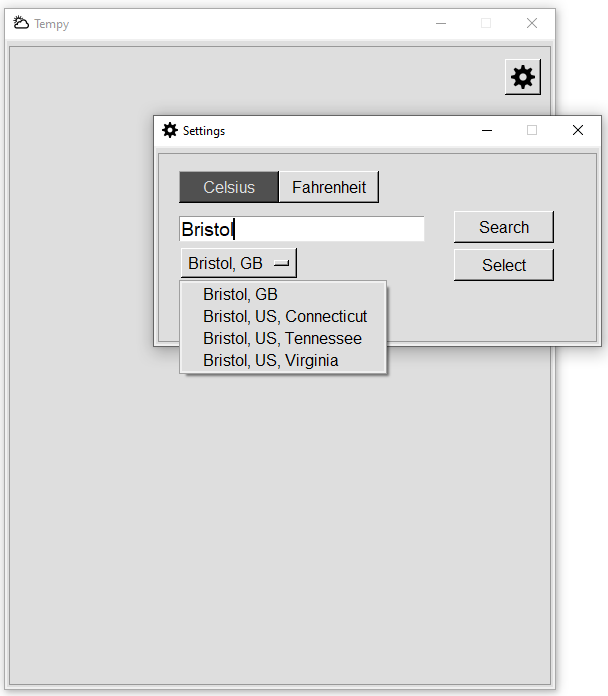 Tempy
Settings
Celsius Fahrenheit
Bristol
Search
Bristol, GB
Select
Bristol, GB
Bristol, US, Connecticut
Bristol, US, Tennessee
Bristol, US, Virginia